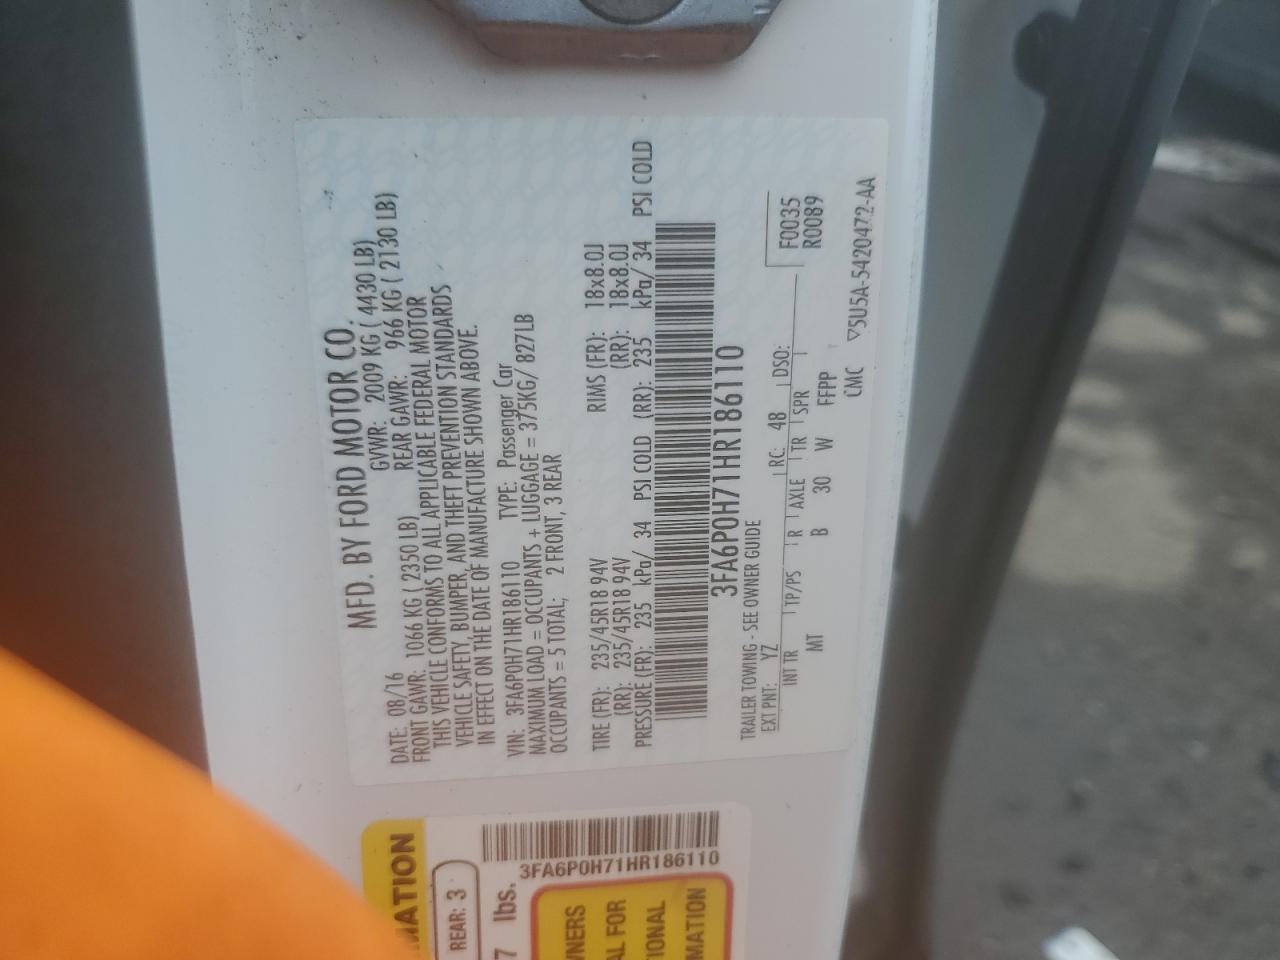 MFD. BY FORD MOTOR CO.
DATE: 08/16 GVWR: 2009 KG ( 4430 LB)
FRONT GAWR: 1066 KG ( 2350 LB) REAR GAWR: 966 KG ( 2130 LB)
THIS VEHICLE CONFORMS TO ALL APPLICABLE FEDERAL MOTOR
VEHICLE SAFETY, BUMPER, AND THEFT PREVENTION STANDARDS
IN EFFECT ON THE DATE OF MANUFACTURE SHOWN ABOVE.
VIN: 3FA6P0H71HR186110 TYPE: Passenger Car
MAXIMUM LOAD = OCCUPANTS + LUGGAGE = 375KG/ 827LB
OCCUPANTS = 5 TOTAL; 2 FRONT, 3 REAR
TIRE (FR): 235/45R18 94V RIMS (FR): 18x8.0J
(RR): 235/45R18 94V (RR): 18x8.0J
PRESSURE (FR): 235 kPa/ 34 PSI COLD (RR): 235 kPa/ 34 PSI COLD
3FA6P0H71HR186110
TRAILER TOWING - SEE OWNER GUIDE
EXT PNT: YZ RC: 48 DSO:
F0035
R0089
INT TR TP/PS R AXLE TR SPR
MT B 30 W FFPP
CMC ▽SU5A-5420472-AA
MATION
REAR: 3
7 lbs.
3FA6P0H71HR186110
WNERS
AL FOR
TIONAL
MATION